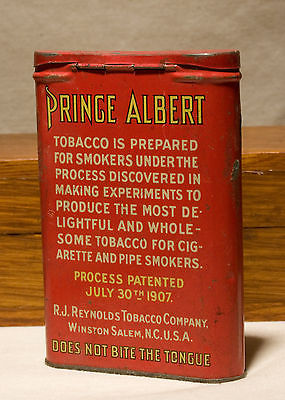 PRINCE ALBERT
TOBACCO IS PREPARED
FOR SMOKERS UNDER THE
PROCESS DISCOVERED IN
MAKING EXPERIMENTS TO
PRODUCE THE MOST DE-
LIGHTFUL AND WHOLE-
SOME TOBACCO FOR CIG-
ARETTE AND PIPE SMOKERS.
PROCESS PATENTED
JULY 30TH 1907.
R.J. REYNOLDS TOBACCO COMPANY,
WINSTON SALEM, N.C. U.S.A.
DOES NOT BITE THE TONGUE